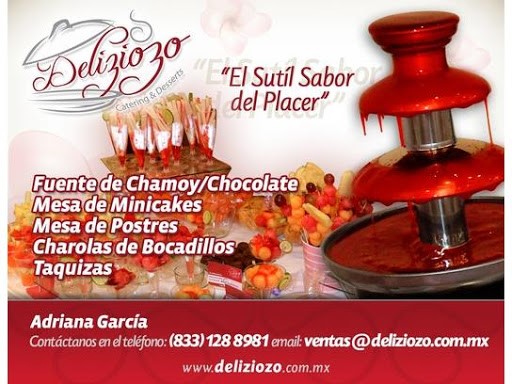 Deliziozo
Catering & Desserts
"El Sutíl Sabor
del Placer"
Fuente de Chamoy/Chocolate
Mesa de Minicakes
Mesa de Postres
Charolas de Bocadillos
Taquizas
Adriana García
Contáctanos en el teléfono: (833) 128 8981 email: ventas@deliziozo.com.mx
www.deliziozo.com.mx